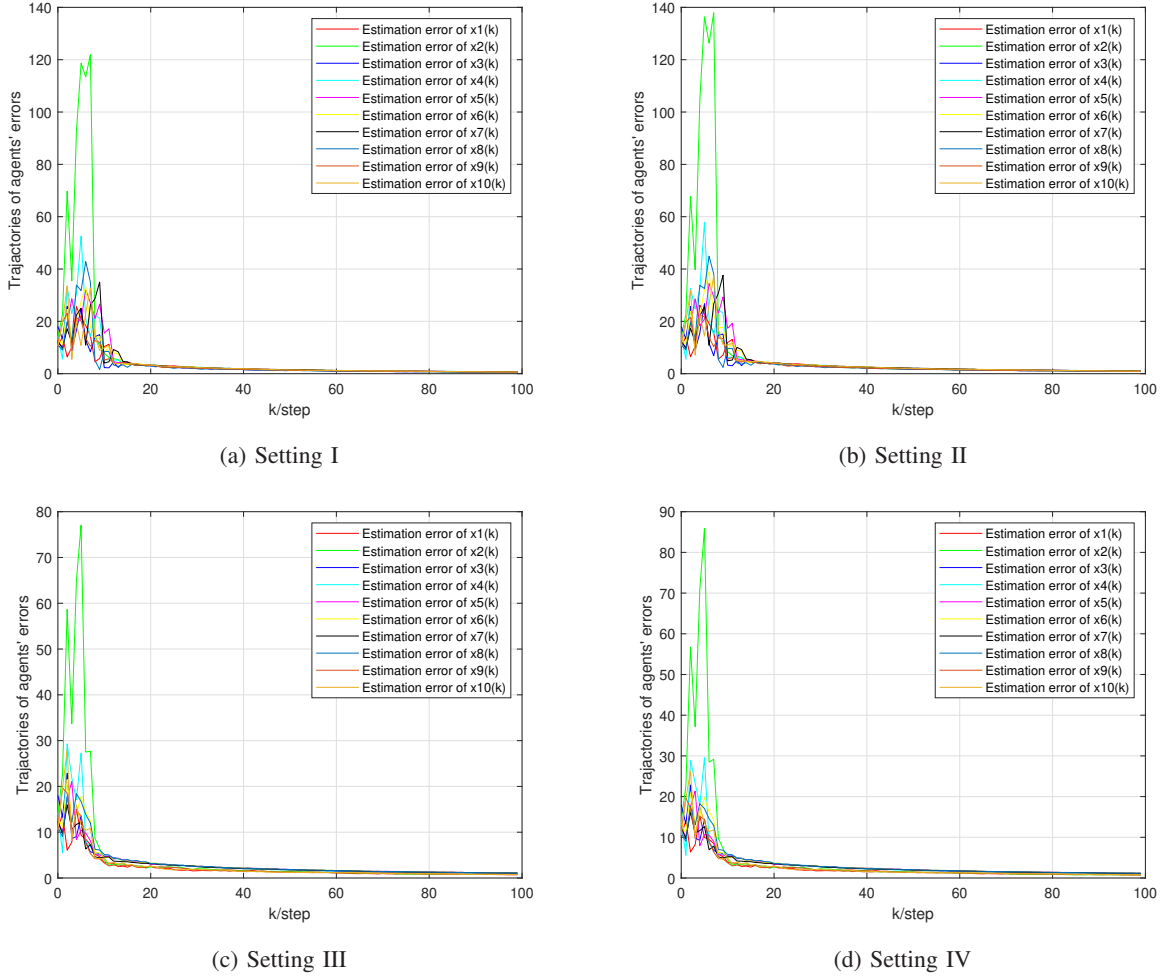 140
120
100
80
60
40
20
0
Trajactories of agents' errors
Estimation error of x1(k)
Estimation error of x2(k)
Estimation error of x3(k)
Estimation error of x4(k)
Estimation error of x5(k)
Estimation error of x6(k)
Estimation error of x7(k)
Estimation error of x8(k)
Estimation error of x9(k)
Estimation error of x10(k)
0 20 40 60 80 100
k/step
(a) Setting I
140
120
100
80
60
40
20
0
Trajactories of agents' errors
Estimation error of x1(k)
Estimation error of x2(k)
Estimation error of x3(k)
Estimation error of x4(k)
Estimation error of x5(k)
Estimation error of x6(k)
Estimation error of x7(k)
Estimation error of x8(k)
Estimation error of x9(k)
Estimation error of x10(k)
0 20 40 60 80 100
k/step
(b) Setting II
80
70
60
50
40
30
20
10
0
Trajactories of agents' errors
Estimation error of x1(k)
Estimation error of x2(k)
Estimation error of x3(k)
Estimation error of x4(k)
Estimation error of x5(k)
Estimation error of x6(k)
Estimation error of x7(k)
Estimation error of x8(k)
Estimation error of x9(k)
Estimation error of x10(k)
0 20 40 60 80 100
k/step
(c) Setting III
90
80
70
60
50
40
30
20
10
0
Trajactories of agents' errors
Estimation error of x1(k)
Estimation error of x2(k)
Estimation error of x3(k)
Estimation error of x4(k)
Estimation error of x5(k)
Estimation error of x6(k)
Estimation error of x7(k)
Estimation error of x8(k)
Estimation error of x9(k)
Estimation error of x10(k)
0 20 40 60 80 100
k/step
(d) Setting IV